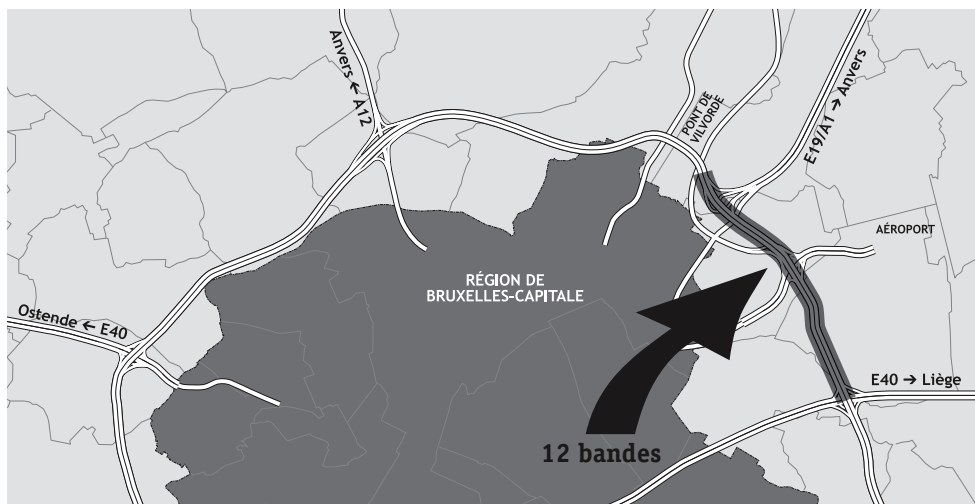 Anvers ← A12
PONT DE
VILVORDE
E19/A1 → Anvers
AÉROPORT
RÉGION DE
BRUXELLES-CAPITALE
Ostende ← E40
E40 → Liège
12 bandes